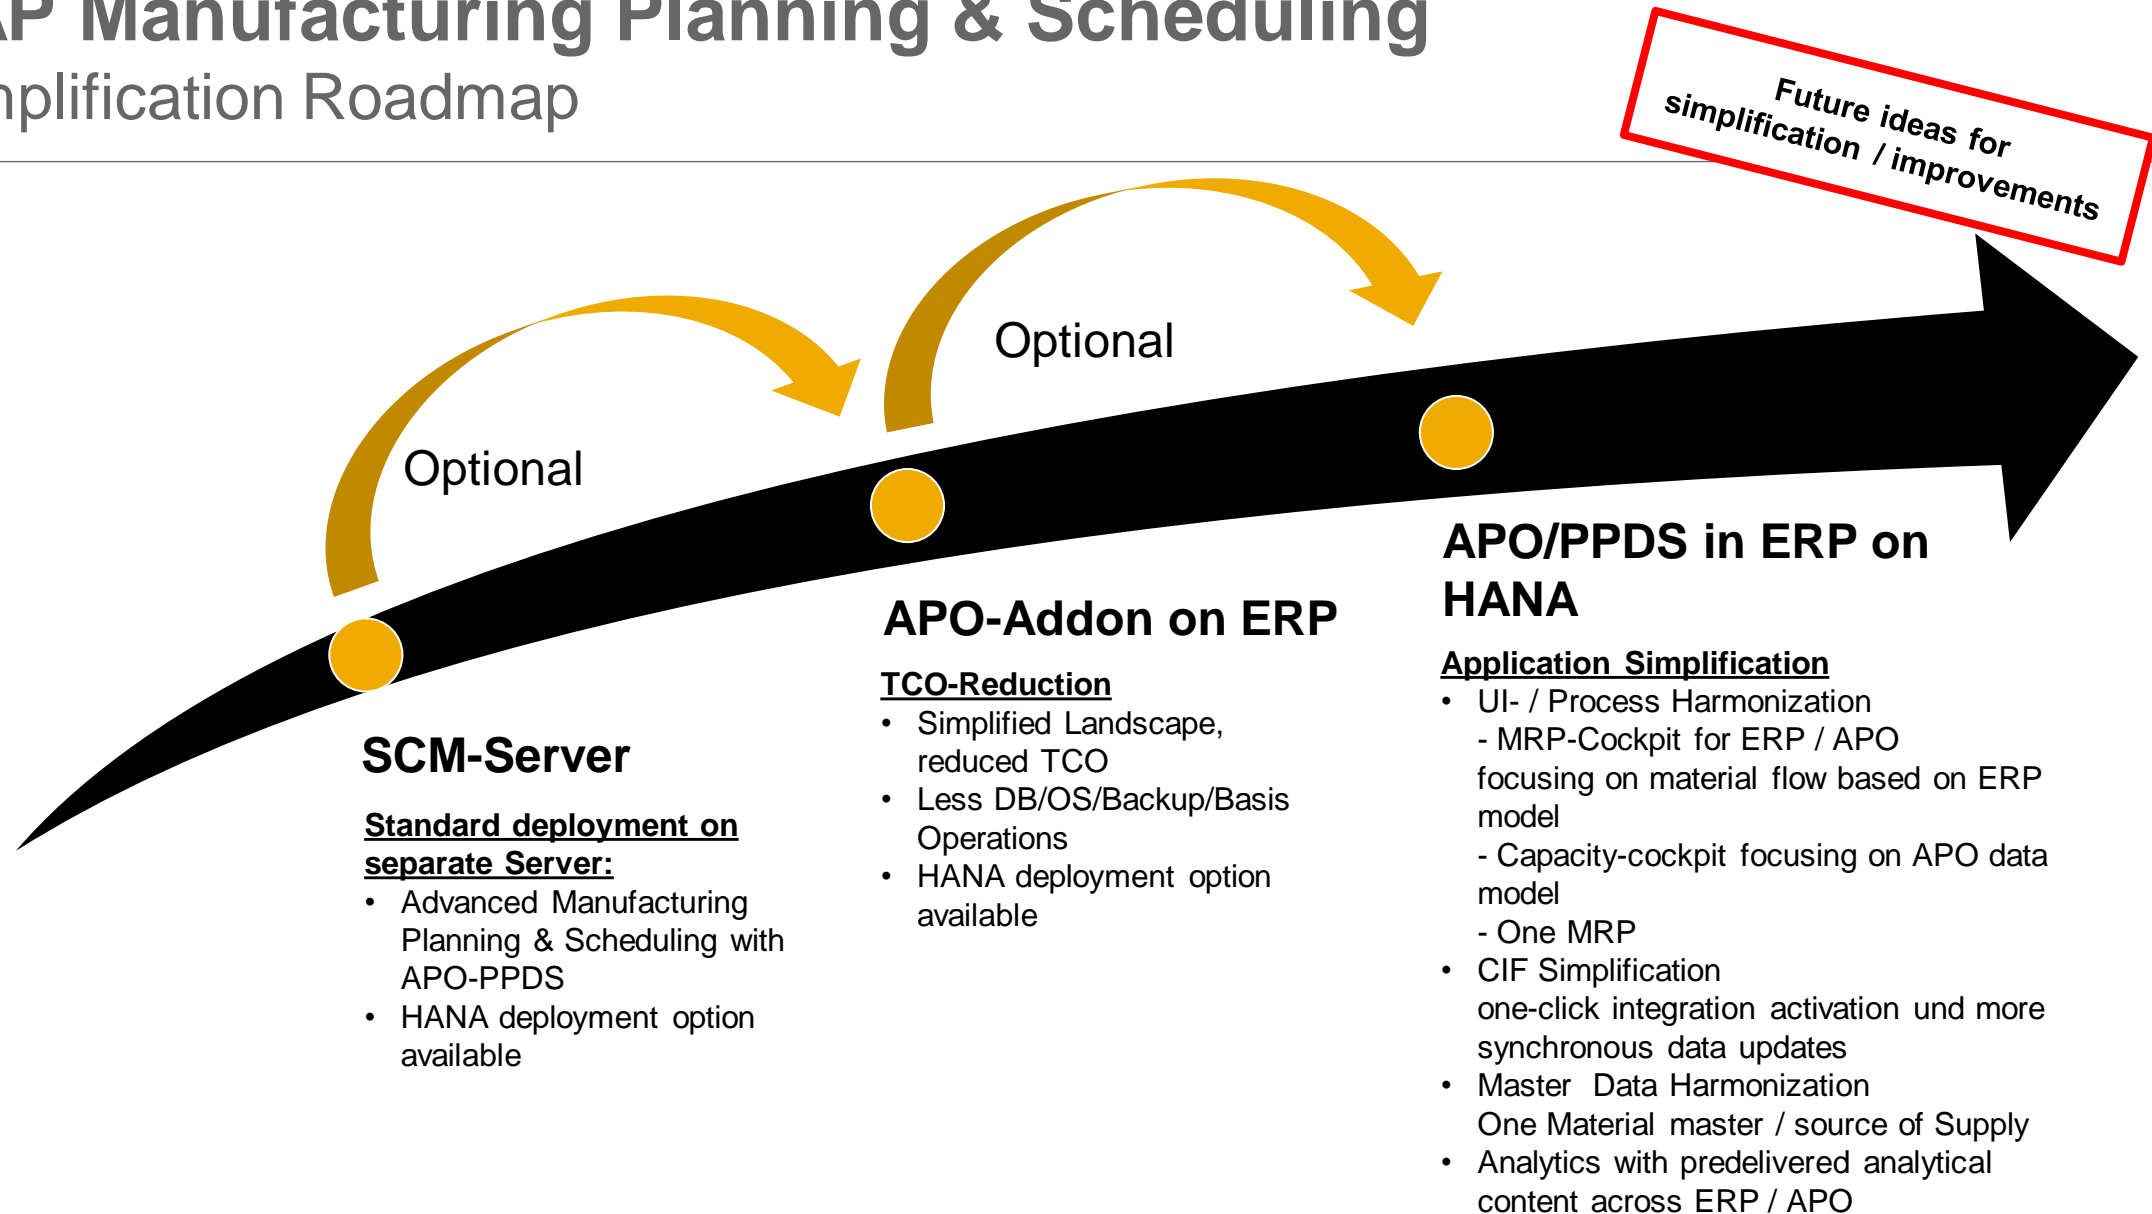 AP Manufacturing Planning & Scheduling
mplification Roadmap
Future ideas for
simplification / improvements
Optional
Optional
SCM-Server
Standard deployment on
separate Server:
• Advanced Manufacturing
Planning & Scheduling with
APO-PPDS
• HANA deployment option
available
APO-Addon on ERP
TCO-Reduction
• Simplified Landscape,
reduced TCO
• Less DB/OS/Backup/Basis
Operations
• HANA deployment option
available
APO/PPDS in ERP on
HANA
Application Simplification
• UI- / Process Harmonization
- MRP-Cockpit for ERP / APO
focusing on material flow based on ERP
model
- Capacity-cockpit focusing on APO data
model
- One MRP
• CIF Simplification
one-click integration activation und more
synchronous data updates
• Master Data Harmonization
One Material master / source of Supply
• Analytics with predelivered analytical
content across ERP / APO